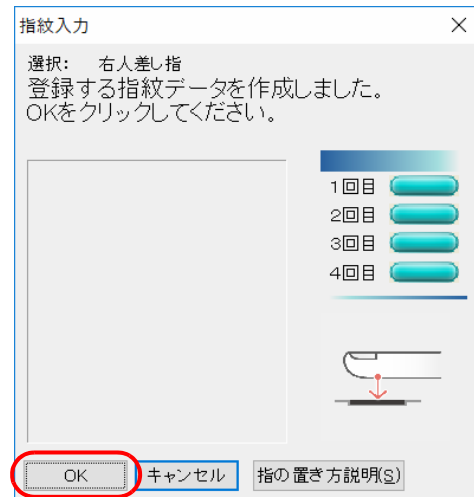 指紋入力
選択： 右人差し指
登録する指紋データを作成しました。
OKをクリックしてください。
1回目
2回目
3回目
4回目
OK キャンセル 指の置き方説明(S)